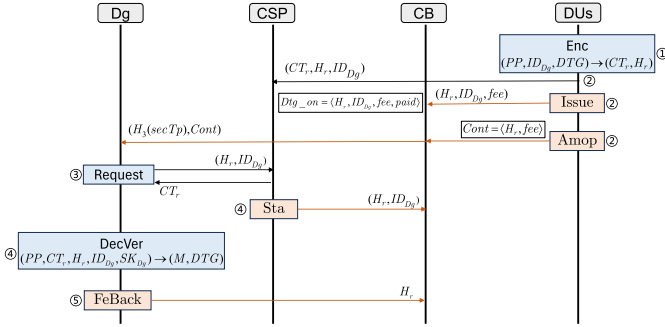 Dg CSP CB DUs
Enc ①
(PP,ID_{Dg},DTG)→(CT_r,H_r)
(CT_r,H_r,ID_{Dg}) ②
Dtg_on=⟨H_r,ID_{Dg},fee,paid⟩ (H_r,ID_{Dg},fee) Issue ②
(H_3(secTp),Cont) Cont=⟨H_r,fee⟩ Amop ②
③ Request (H_r,ID_{Dg})
CT_r
④ Sta (H_r,ID_{Dg})
④ DecVer
(PP,CT_r,H_r,ID_{Dg},SK_{Dg})→(M,DTG)
⑤ FeBack H_r